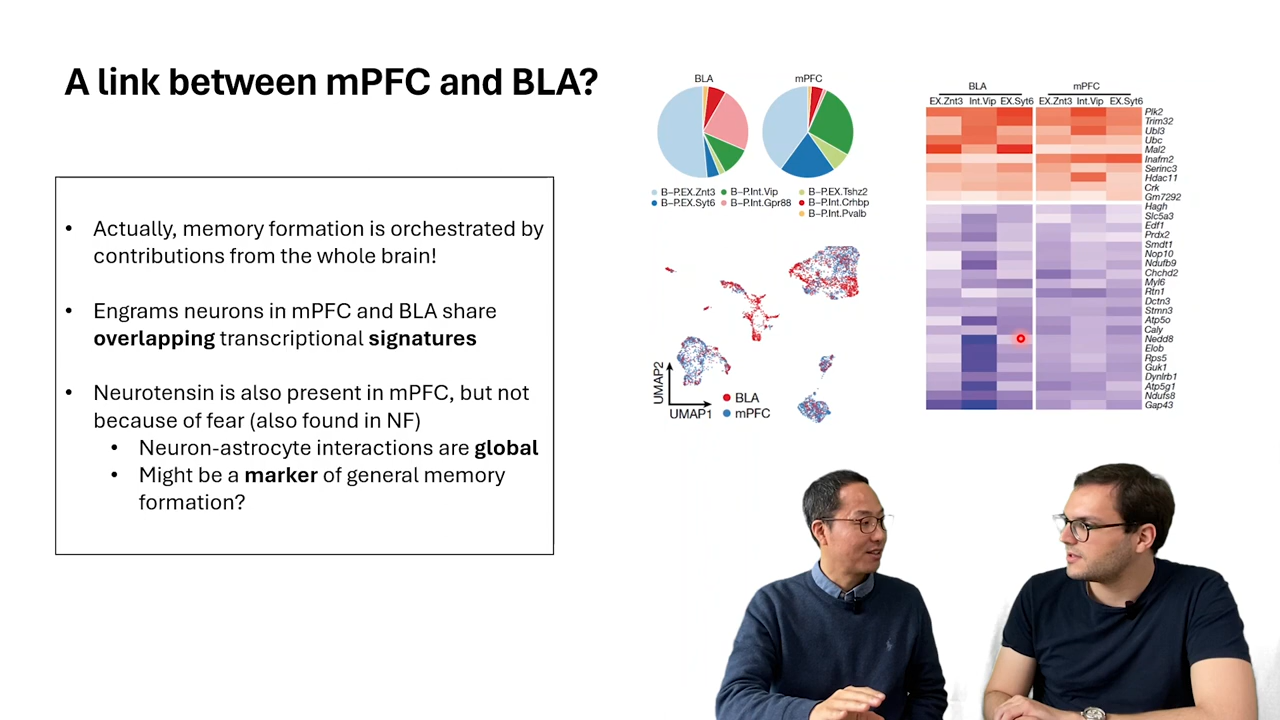 A link between mPFC and BLA?
• Actually, memory formation is orchestrated by
contributions from the whole brain!
• Engrams neurons in mPFC and BLA share
overlapping transcriptional signatures
• Neurotensin is also present in mPFC, but not
because of fear (also found in NF)
• Neuron-astrocyte interactions are global
• Might be a marker of general memory
formation?
BLA mPFC
B–P.EX.Znt3 B–P.Int.Vip B–P.EX.Tshz2
B–P.EX.Syt6 B–P.Int.Gpr88 B–P.Int.Crhbp
B–P.Int.Pvalb
UMAP2
UMAP1
BLA
mPFC
BLA mPFC
EX.Znt3 Int.Vip EX.Syt6 EX.Znt3 Int.Vip EX.Syt6
Plk2
Trim32
Ubl3
Ubc
Mal2
Inafm2
Serinc3
Hdac11
Crk
Gm7292
Hagh
Slc5a3
Edf1
Prdx2
Smdt1
Nop10
Ndufb9
Chchd2
Myl6
Rtn1
Dctn3
Stmn3
Atp5o
Caly
Nedd8
Elob
Rps5
Guk1
Dynlrb1
Atp5g1
Ndufs8
Gap43